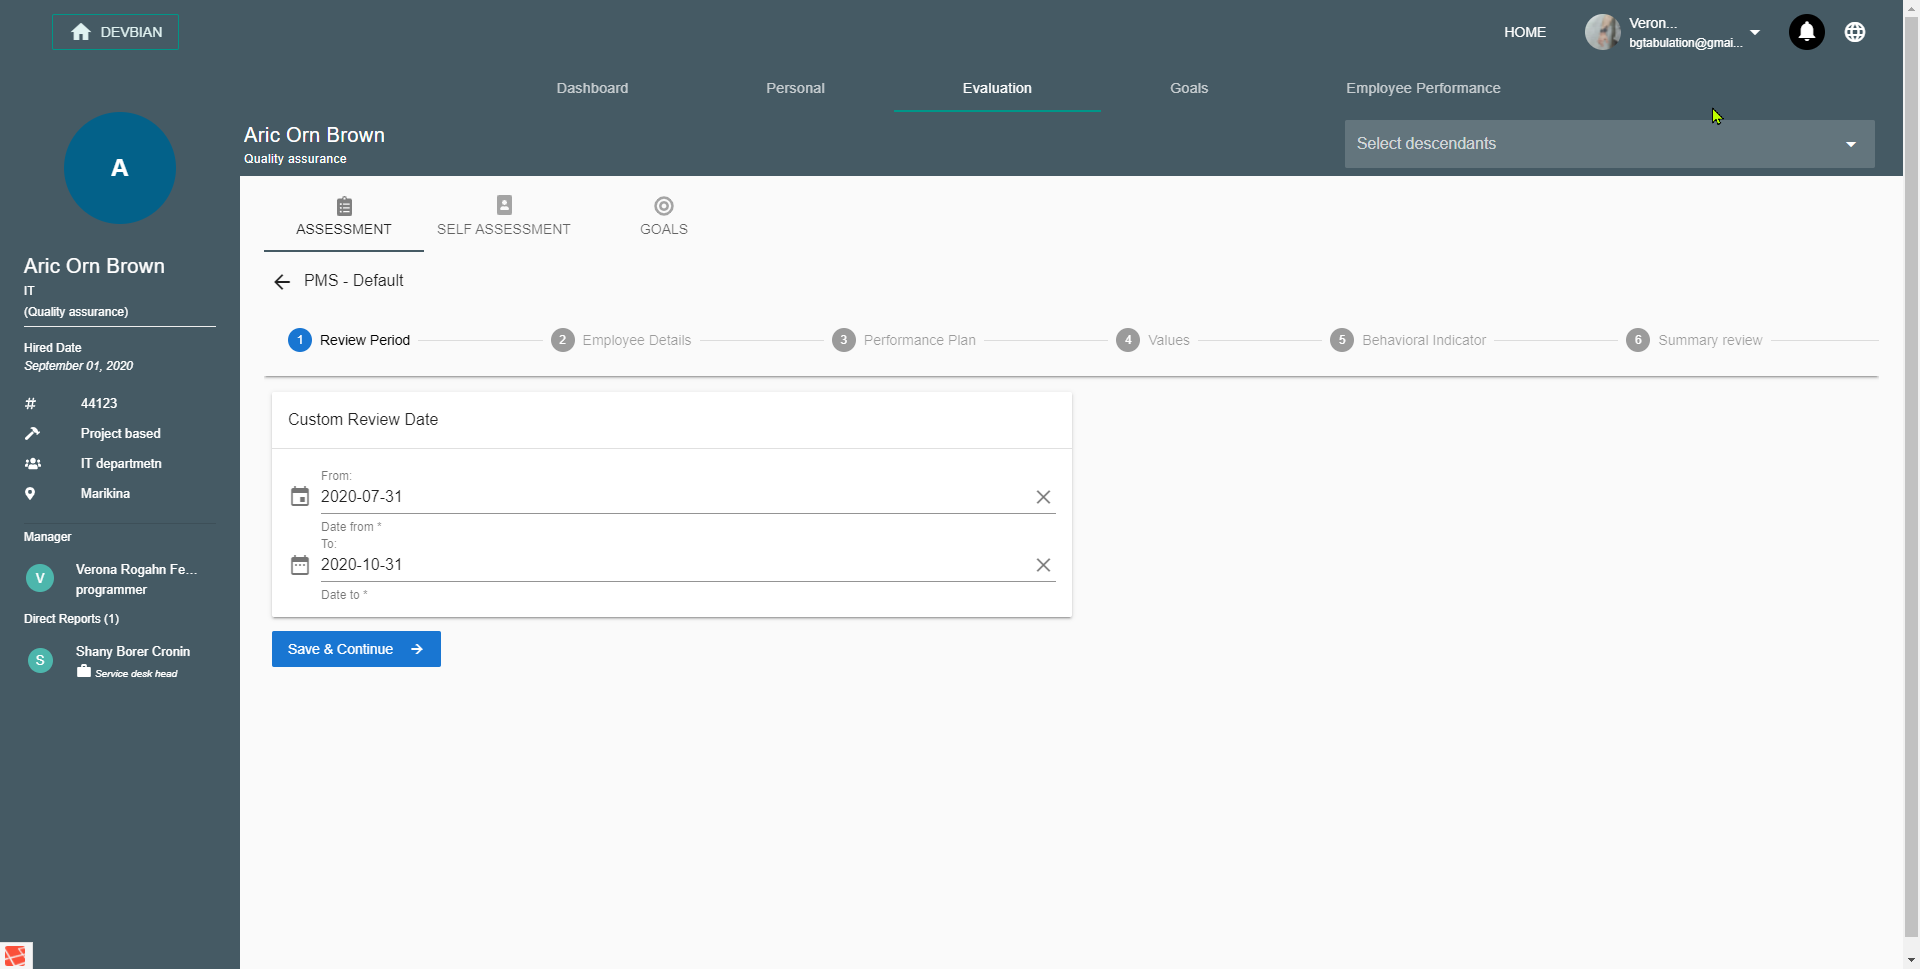 DEVBIAN
HOME
Veron...
bgtabulation@gmai...
Dashboard
Personal
Evaluation
Goals
Employee Performance
A
Aric Orn Brown
Quality assurance
Select descendants
ASSESSMENT
SELF ASSESSMENT
GOALS
Aric Orn Brown
IT
(Quality assurance)
Hired Date
September 01, 2020
# 44123
Project based
IT departmetn
Marikina
Manager
V
Verona Rogahn Fe...
programmer
Direct Reports (1)
S
Shany Borer Cronin
Service desk head
PMS - Default
1 Review Period
2 Employee Details
3 Performance Plan
4 Values
5 Behavioral Indicator
6 Summary review
Custom Review Date
From:
2020-07-31
Date from *
To:
2020-10-31
Date to *
Save & Continue